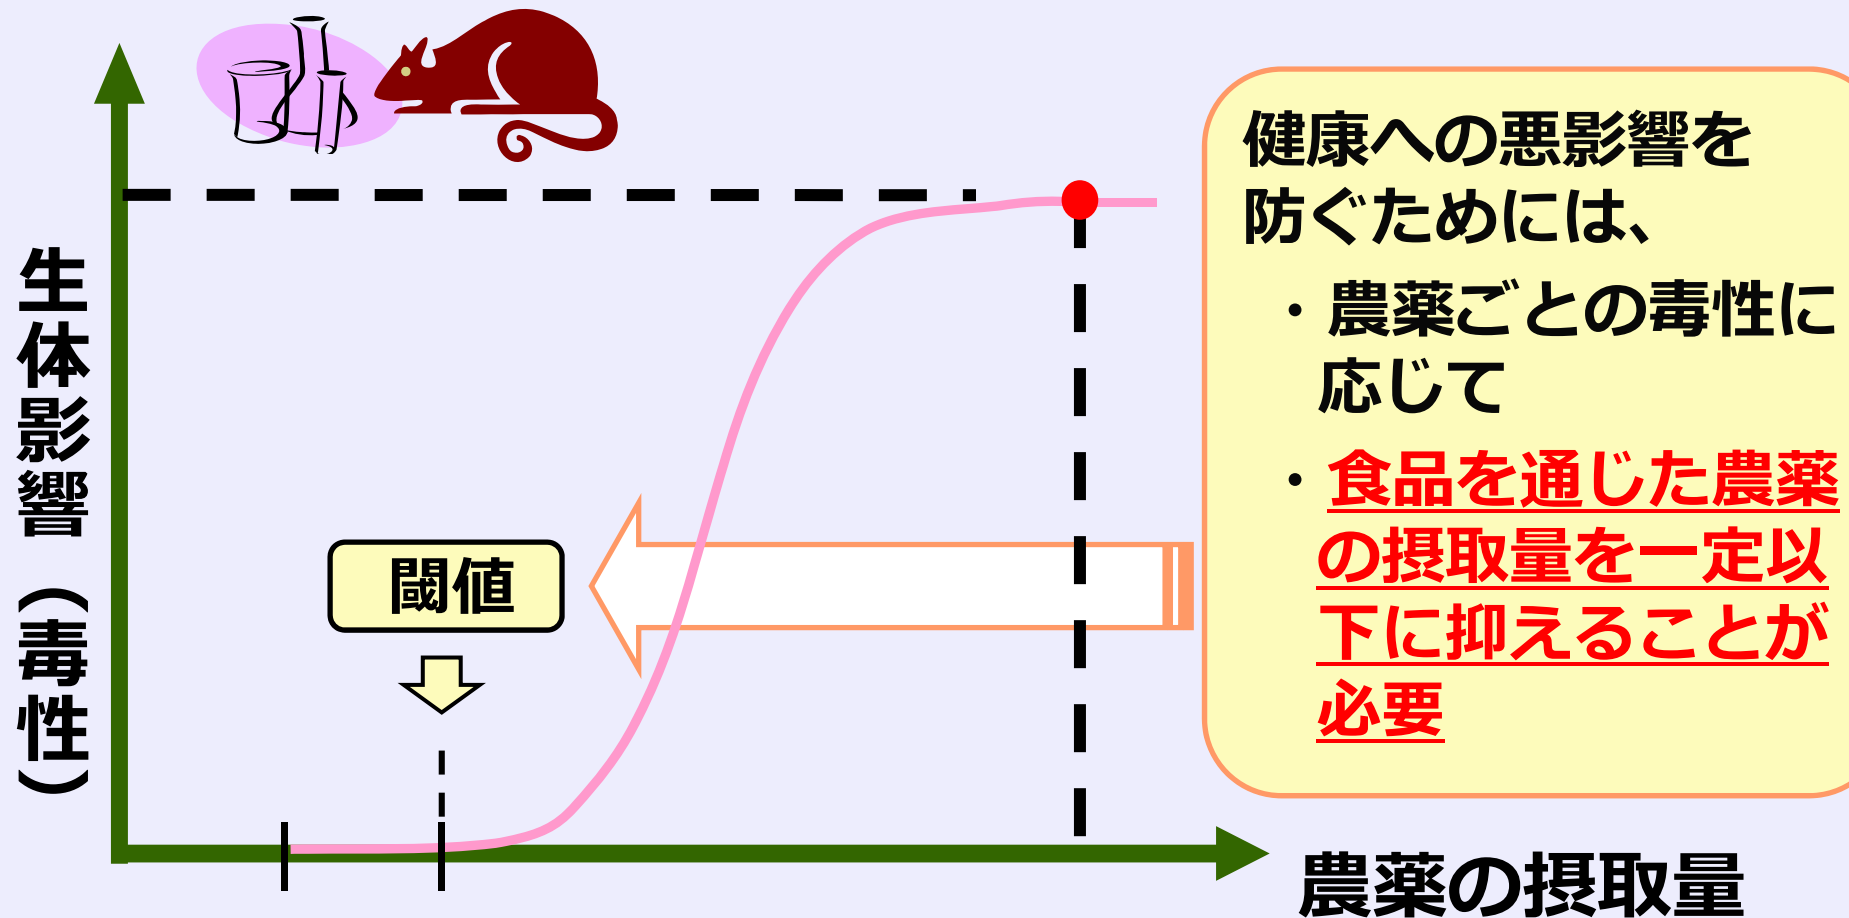 生体影響（毒性）
閾値
健康への悪影響を
防ぐためには、
・農薬ごとの毒性に
応じて
・食品を通じた農薬
の摂取量を一定以
下に抑えることが
必要
農薬の摂取量